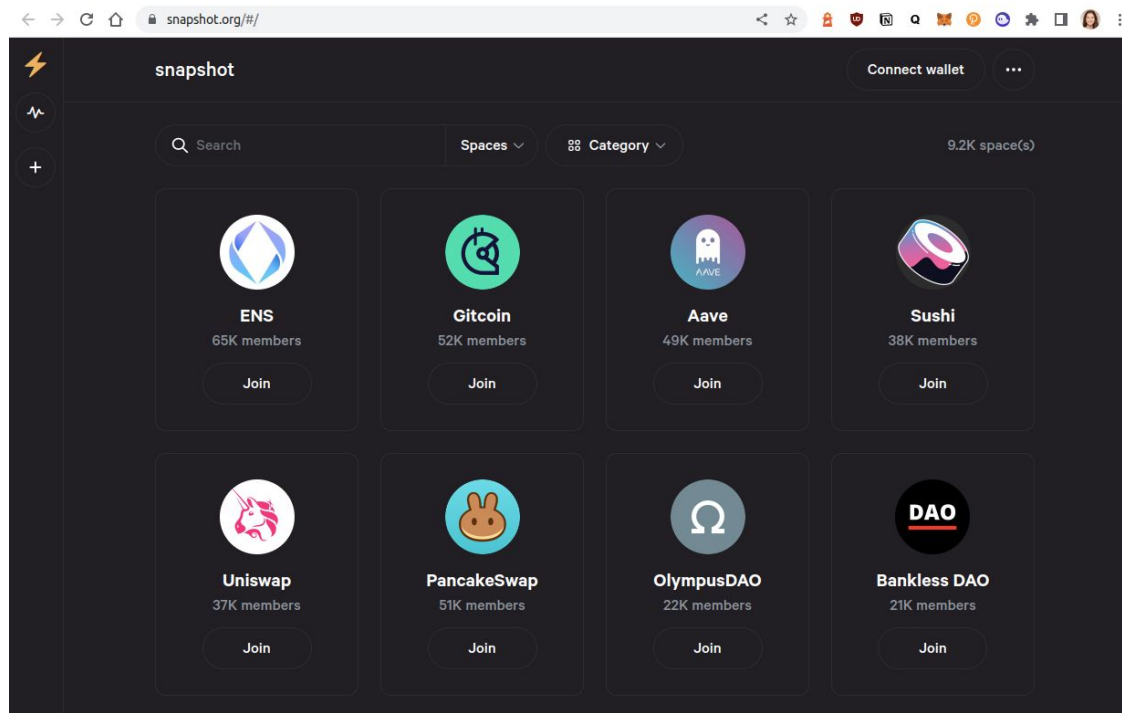 snapshot.org/#/
snapshot
Connect wallet
Search
Spaces
Category
9.2K space(s)
AAVE
ENS
Gitcoin
Aave
Sushi
65K members
52K members
49K members
38K members
Join
Join
Join
Join
DAO
Uniswap
PancakeSwap
OlympusDAO
Bankless DAO
37K members
51K members
22K members
21K members
Join
Join
Join
Join